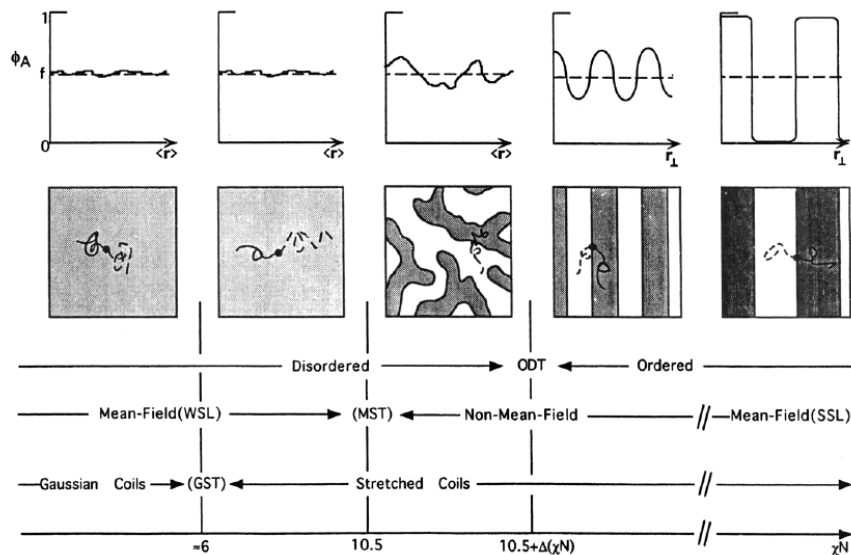 1
ϕA
f
0
⟨r⟩
⟨r⟩
⟨r⟩
r⊥
r⊥
Disordered ODT Ordered
Mean-Field(WSL) (MST) Non-Mean-Field Mean-Field(SSL)
Gaussian Coils (GST) Stretched Coils
≈6 10.5 10.5+Δ(χN) χN